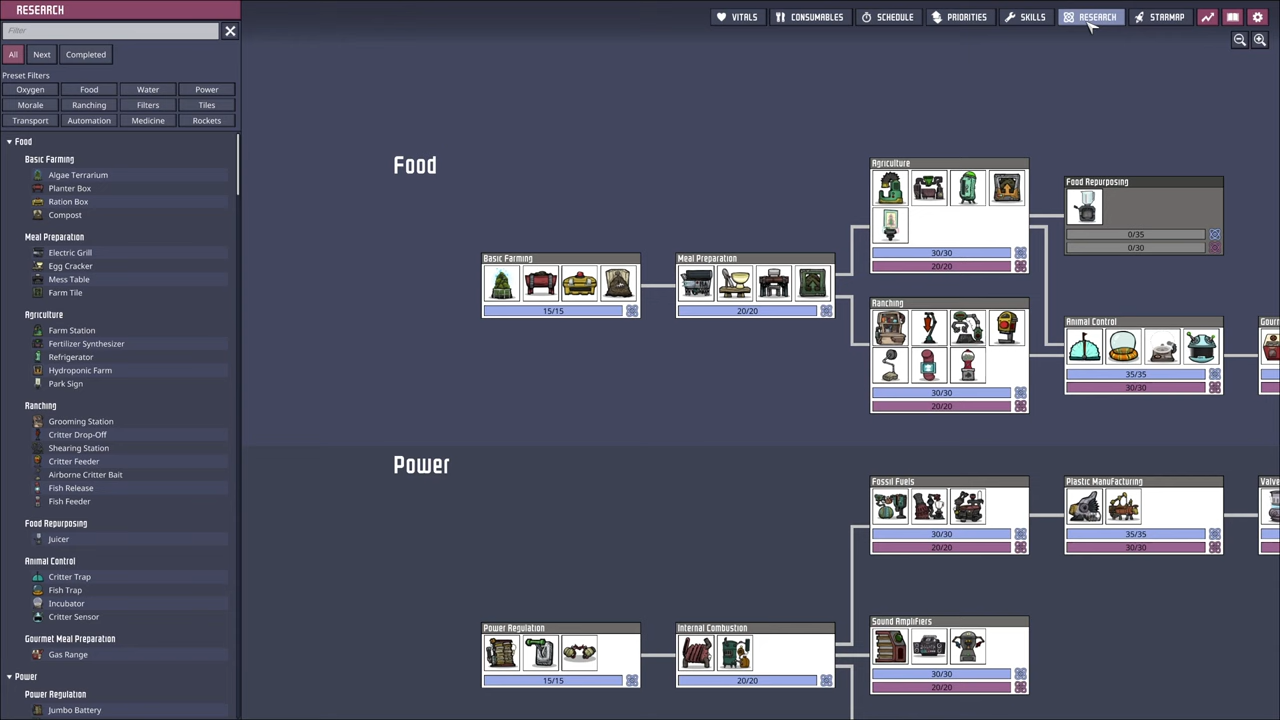 RESEARCH
VITALS
CONSUMABLES
SCHEDULE
PRIORITIES
SKILLS
RESEARCH
STARMAP
Filter
All
Next
Completed
Preset Filters
Oxygen
Food
Water
Power
Morale
Ranching
Filters
Tiles
Transport
Automation
Medicine
Rockets
Food
Basic Farming
Algae Terrarium
Planter Box
Ration Box
Compost
Meal Preparation
Electric Grill
Egg Cracker
Mess Table
Farm Tile
Agriculture
Farm Station
Fertilizer Synthesizer
Refrigerator
Hydroponic Farm
Park Sign
Ranching
Grooming Station
Critter Drop-Off
Shearing Station
Critter Feeder
Airborne Critter Bait
Fish Release
Fish Feeder
Food Repurposing
Juicer
Animal Control
Critter Trap
Fish Trap
Incubator
Critter Sensor
Gourmet Meal Preparation
Gas Range
Power
Power Regulation
Jumbo Battery
Food
Basic Farming
15/15
Meal Preparation
20/20
Agriculture
30/30
20/20
Ranching
30/30
20/20
Food Repurposing
0/35
0/30
Animal Control
35/35
30/30
Gour
Power
Power Regulation
15/15
Internal Combustion
20/20
Fossil Fuels
30/30
20/20
Sound Amplifiers
30/30
20/20
Plastic Manufacturing
35/35
30/30
Valve